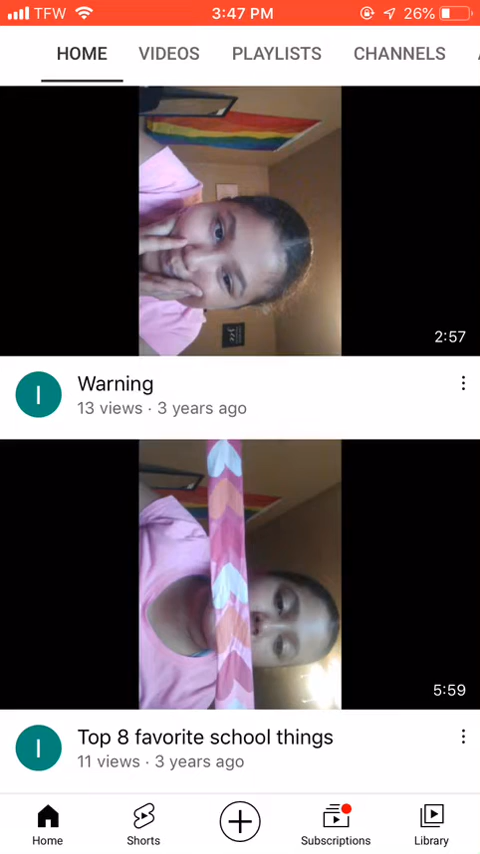 TFW 3:47 PM 26%
HOME VIDEOS PLAYLISTS CHANNELS
2:57
I
Warning
13 views · 3 years ago
5:59
I
Top 8 favorite school things
11 views · 3 years ago
Home Shorts Subscriptions Library